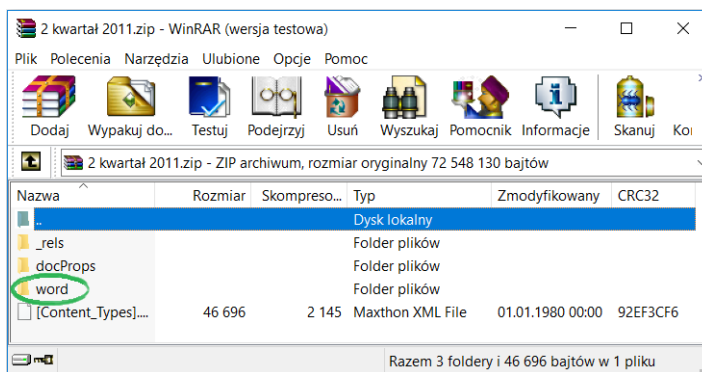 2 kwartał 2011.zip - WinRAR (wersja testowa)
Plik Polecenia Narzędzia Ulubione Opcje Pomoc
Dodaj Wypakuj do... Testuj Podejrzyj Usuń Wyszukaj Pomocnik Informacje Skanuj
2 kwartał 2011.zip - ZIP archiwum, rozmiar oryginalny 72 548 130 bajtów
Nazwa Rozmiar Skompreso... Typ Zmodyfikowany CRC32
.. Dysk lokalny
_rels Folder plików
docProps Folder plików
word Folder plików
[Content_Types].... 46 696 2 145 Maxthon XML File 01.01.1980 00:00 92EF3CF6
Razem 3 foldery i 46 696 bajtów w 1 pliku